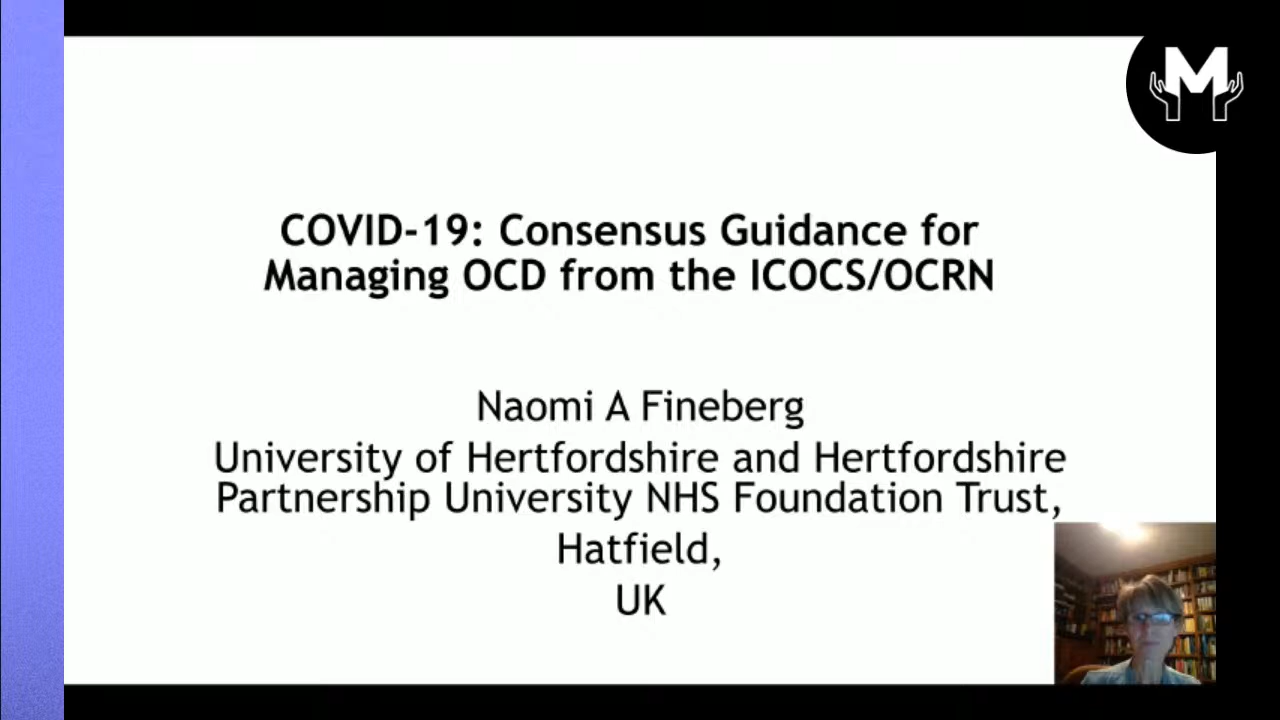 M
COVID-19: Consensus Guidance for
Managing OCD from the ICOCS/OCRN
Naomi A Fineberg
University of Hertfordshire and Hertfordshire
Partnership University NHS Foundation Trust,
Hatfield,
UK